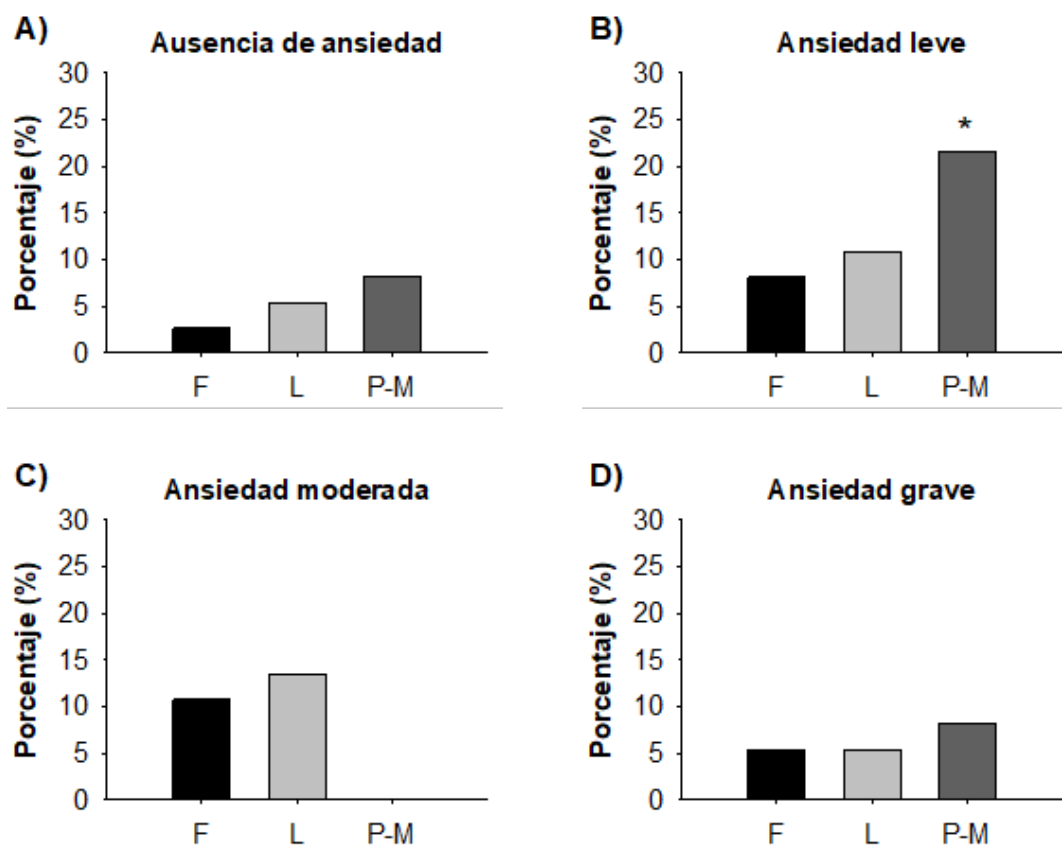 A)
Ausencia de ansiedad
Porcentaje (%)
30
25
20
15
10
5
0
F L P-M
B)
Ansiedad leve
Porcentaje (%)
30
25
20
15
10
5
0
*
F L P-M
C)
Ansiedad moderada
Porcentaje (%)
30
25
20
15
10
5
0
F L P-M
D)
Ansiedad grave
Porcentaje (%)
30
25
20
15
10
5
0
F L P-M